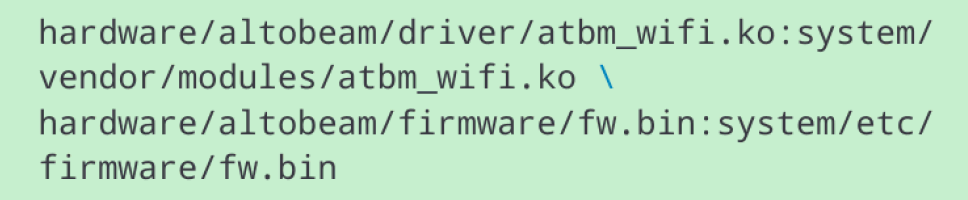 hardware/altobeam/driver/atbm_wifi.ko:system/
vendor/modules/atbm_wifi.ko \
hardware/altobeam/firmware/fw.bin:system/etc/
firmware/fw.bin